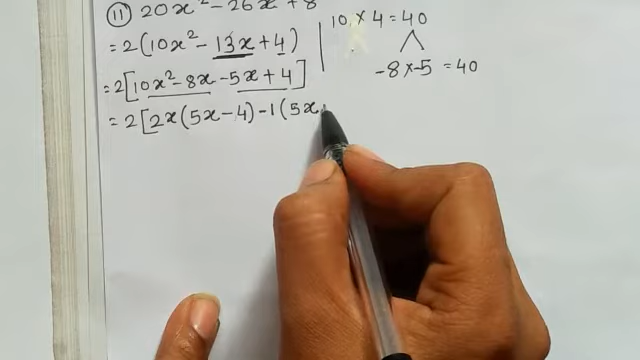 ⑪ 20x² - 26x + 8
= 2(10x² - 13x + 4)
= 2[10x² - 8x - 5x + 4]
= 2[2x(5x - 4) - 1(5x
10 × 4 = 40
-8 × -5 = 40